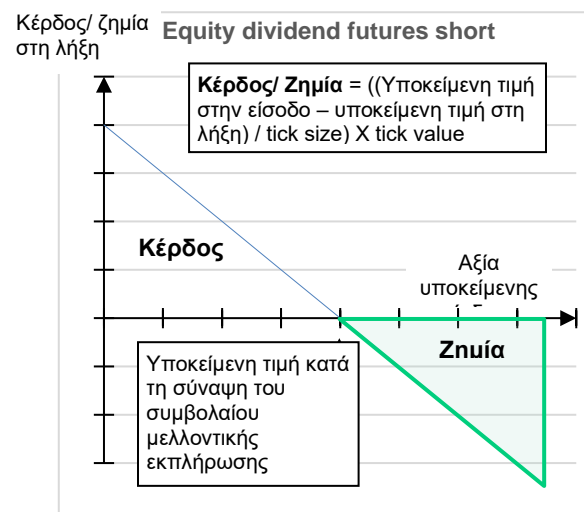 Κέρδος/ ζημία
στη λήξη
Equity dividend futures short
Κέρδος/ Ζημία = ((Υποκείμενη τιμή
στην είσοδο – υποκείμενη τιμή στη
λήξη) / tick size) X tick value
Κέρδος
Αξία
υποκείμενης
Ζημία
Υποκείμενη τιμή κατά
τη σύναψη του
συμβολαίου
μελλοντικής
εκπλήρωσης